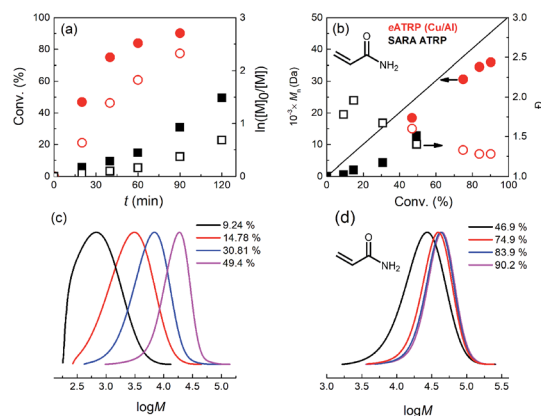 (a)
Conv. (%)
100
80
60
40
20
0
0 20 40 60 80 100 120
t (min)
3
2
1
0
ln([M]0/[M])
(b)
eATRP (Cu/Al)
SARA ATRP
O
NH2
10-3× Mn (Da)
50
40
30
20
10
0
0 20 40 60 80 100
Conv. (%)
3.0
2.5
2.0
1.5
1.0
Đ
(c)
9.24 %
14.78 %
30.81 %
49.4 %
2.5 3.0 3.5 4.0 4.5 5.0
logM
(d)
O
NH2
46.9 %
74.9 %
83.9 %
90.2 %
3.0 3.5 4.0 4.5 5.0 5.5
logM